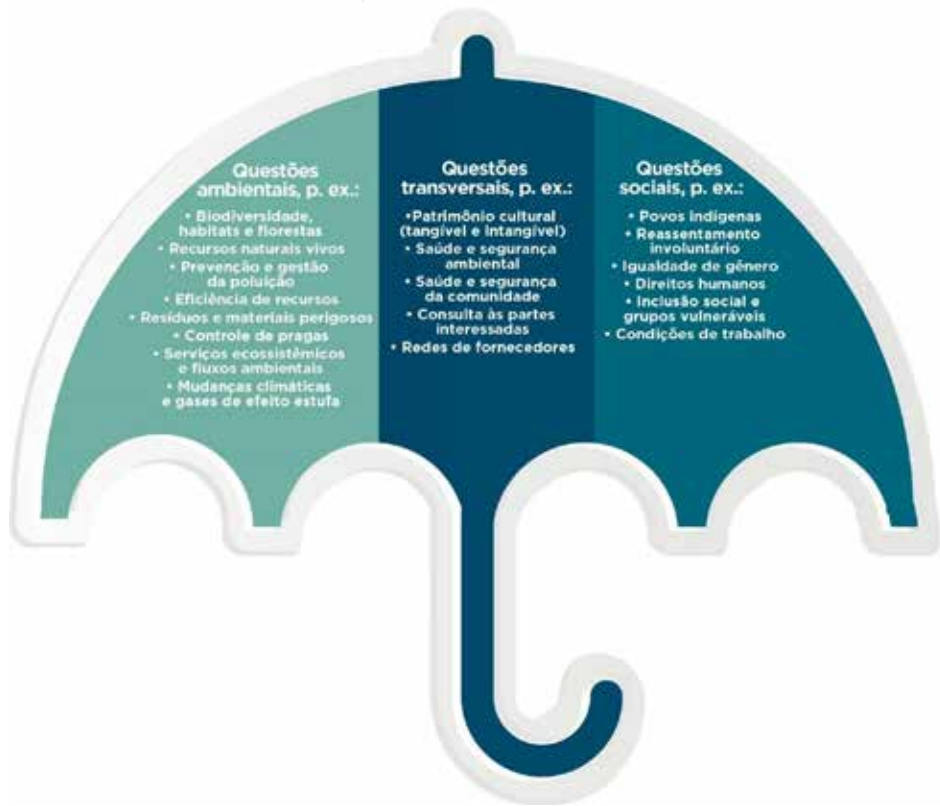 Questões
ambientais, p. ex.:
• Biodiversidade,
habitats e florestas
• Recursos naturais vivos
• Prevenção e gestão
da poluição
• Eficiência de recursos
• Resíduos e materiais perigosos
• Controle de pragas
• Serviços ecossistêmicos
e fluxos ambientais
• Mudanças climáticas
e gases de efeito estufa
Questões
transversais, p. ex.:
•Patrimônio cultural
(tangível e intangível)
• Saúde e segurança
ambiental
• Saúde e segurança
da comunidade
• Consulta às partes
interessadas
• Redes de fornecedores
Questões
sociais, p. ex.:
• Povos indígenas
• Reassentamento
involuntário
• Igualdade de gênero
• Direitos humanos
• Inclusão social e
grupos vulneráveis
• Condições de trabalho